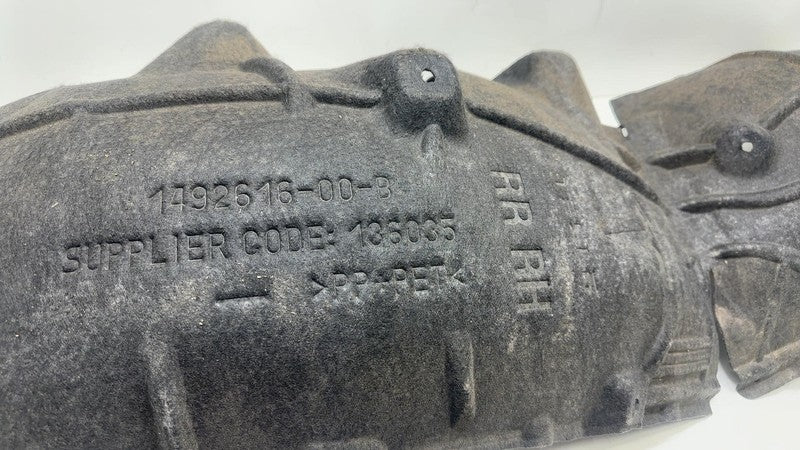 1492616-00-B
SUPPLIER CODE: 136035
>PP+PET<
RR RH